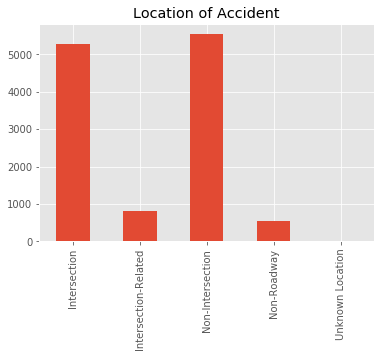 Location of Accident
5000
4000
3000
2000
1000
0
Intersection
Intersection-Related
Non-Intersection
Non-Roadway
Unknown Location